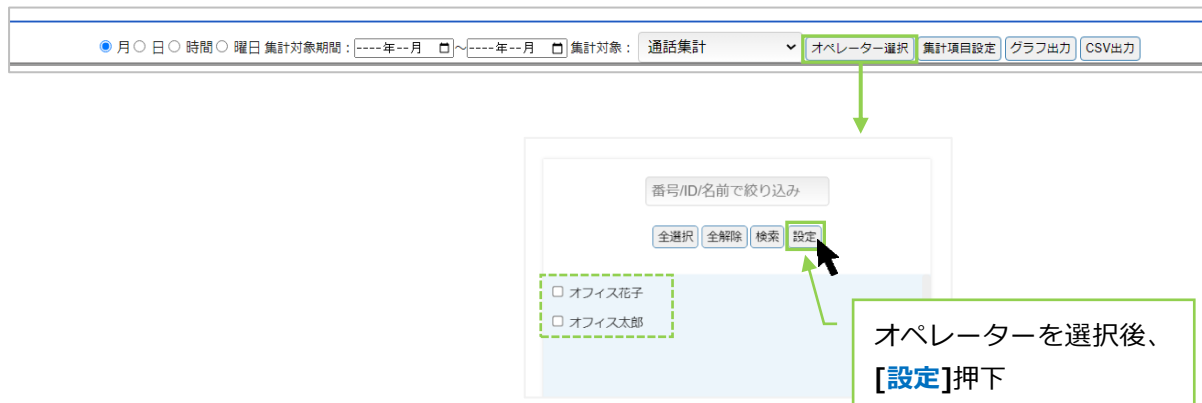 月 日 時間 曜日 集計対象期間：----年--月 ～ ----年--月 集計対象： 通話集計 オペレーター選択 集計項目設定 グラフ出力 CSV出力
番号/ID/名前で絞り込み
全選択 全解除 検索 設定
オフィス花子
オフィス太郎
オペレーターを選択後、
[設定]押下